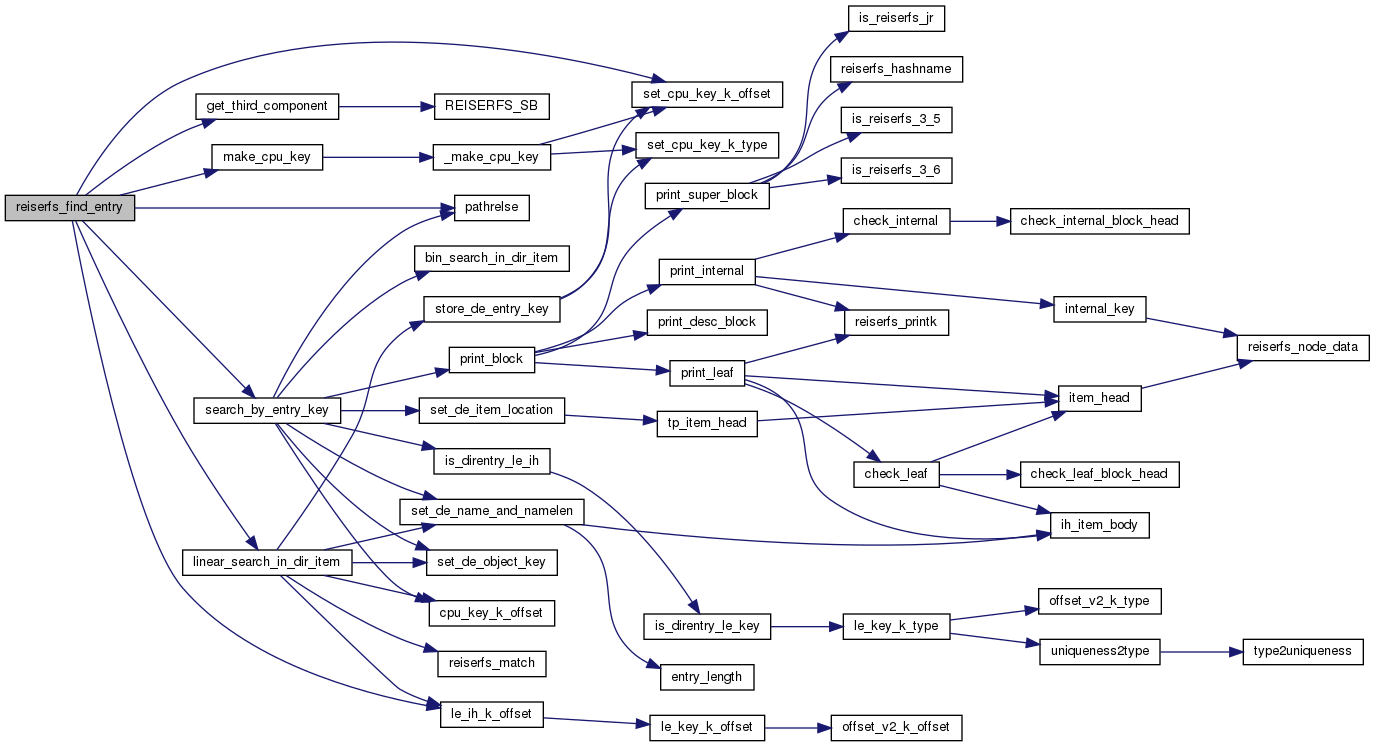 is_reiserfs_jr
reiserfs_hashname
set_cpu_key_k_offset
get_third_component
REISERFS_SB
is_reiserfs_3_5
set_cpu_key_k_type
make_cpu_key
_make_cpu_key
is_reiserfs_3_6
print_super_block
reiserfs_find_entry
pathrelse
check_internal
check_internal_block_head
bin_search_in_dir_item
print_internal
store_de_entry_key
internal_key
print_desc_block
reiserfs_printk
reiserfs_node_data
print_block
print_leaf
item_head
search_by_entry_key
set_de_item_location
tp_item_head
is_direntry_le_ih
check_leaf
check_leaf_block_head
set_de_name_and_namelen
ih_item_body
linear_search_in_dir_item
set_de_object_key
offset_v2_k_type
cpu_key_k_offset
is_direntry_le_key
le_key_k_type
uniqueness2type
type2uniqueness
reiserfs_match
entry_length
le_ih_k_offset
le_key_k_offset
offset_v2_k_offset